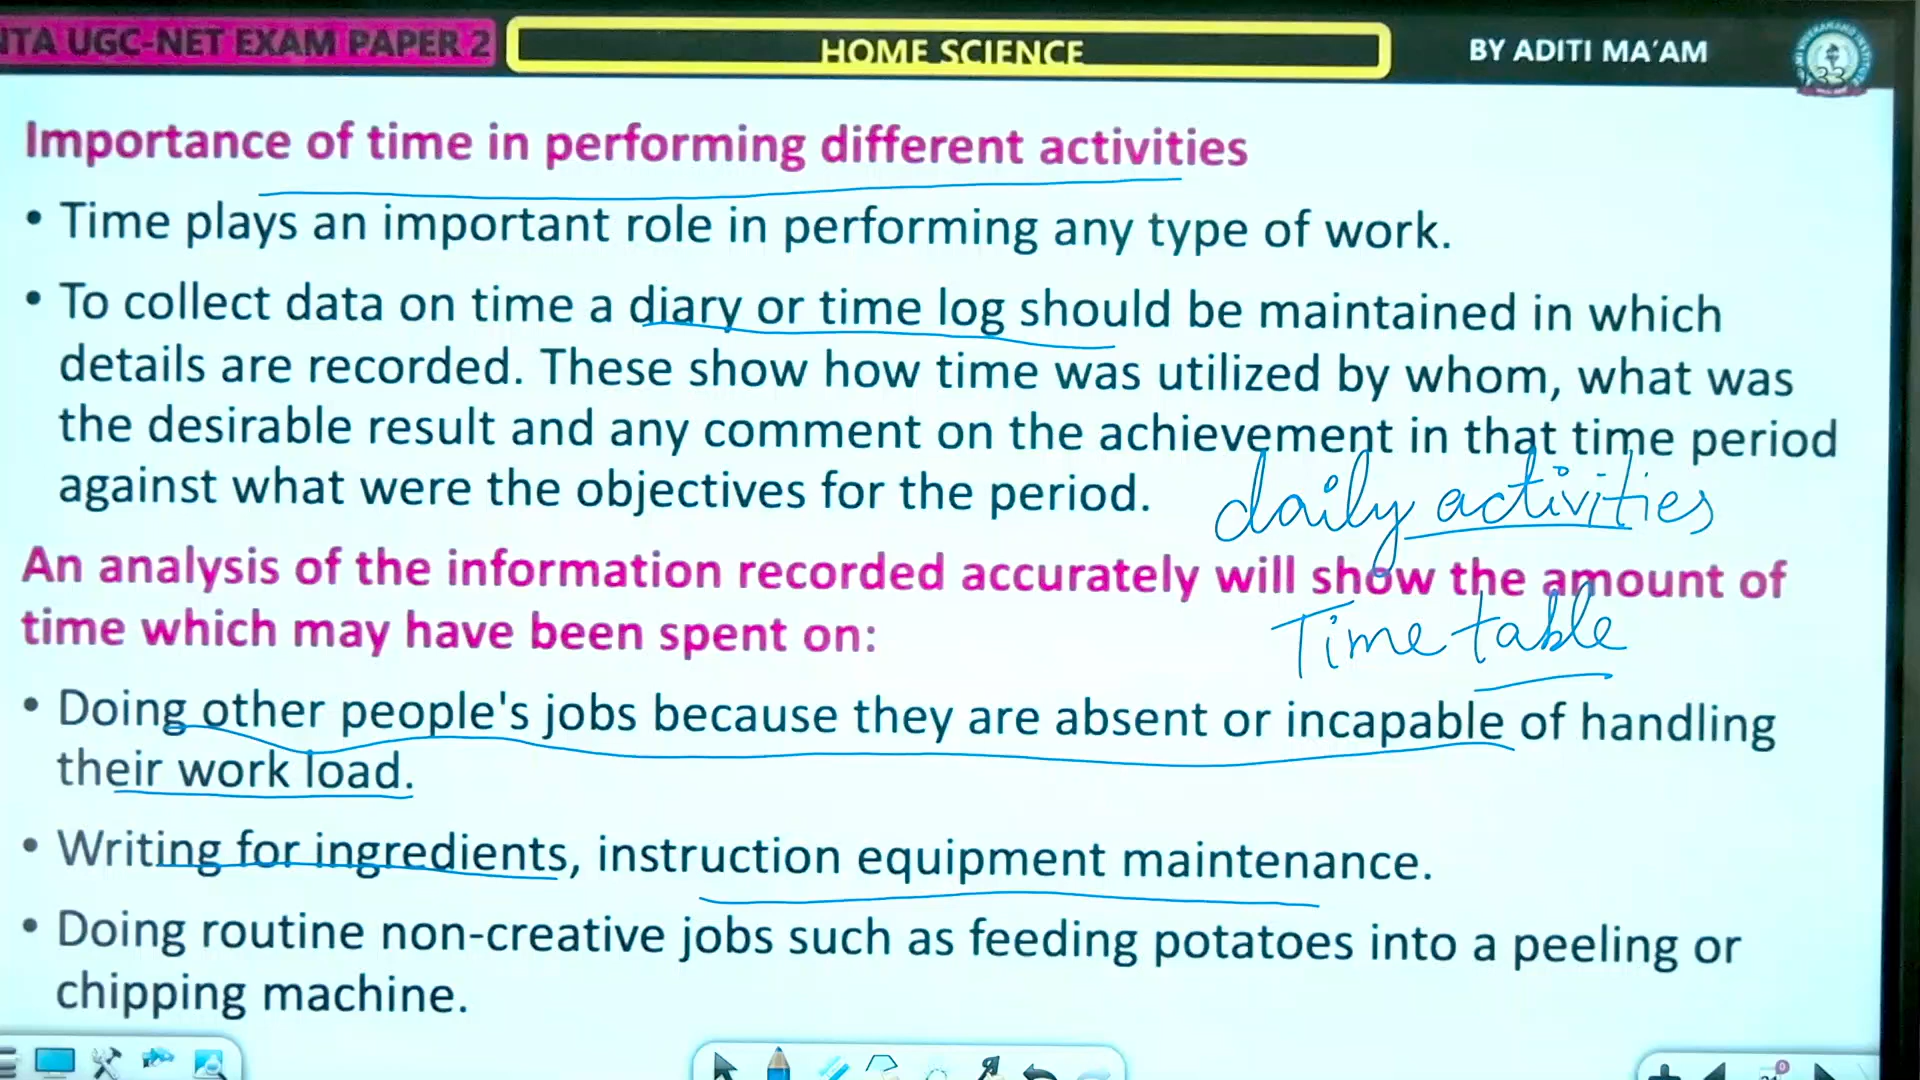 NTA UGC-NET EXAM PAPER 2
HOME SCIENCE
BY ADITI MA'AM
Importance of time in performing different activities
• Time plays an important role in performing any type of work.
• To collect data on time a diary or time log should be maintained in which
details are recorded. These show how time was utilized by whom, what was
the desirable result and any comment on the achievement in that time period
against what were the objectives for the period.
daily activities
An analysis of the information recorded accurately will show the amount of
time which may have been spent on:
Time table
• Doing other people's jobs because they are absent or incapable of handling
their work load.
• Writing for ingredients, instruction equipment maintenance.
• Doing routine non-creative jobs such as feeding potatoes into a peeling or
chipping machine.